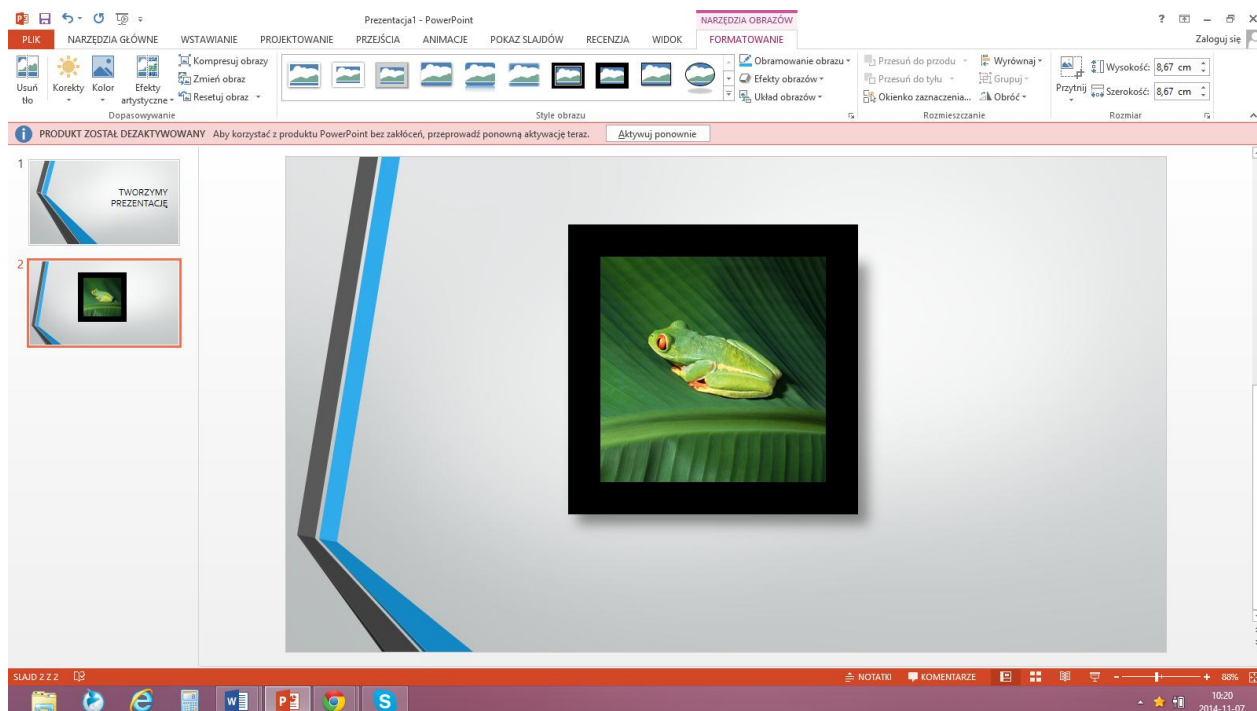 Prezentacja1 - PowerPoint
NARZĘDZIA OBRAZÓW
?
PLIK NARZĘDZIA GŁÓWNE WSTAWIANIE PROJEKTOWANIE PRZEJŚCIA ANIMACJE POKAZ SLAJDÓW RECENZJA WIDOK FORMATOWANIE Zaloguj się
Usuń tło
Korekty
Kolor
Efekty artystyczne
Kompresuj obrazy
Zmień obraz
Resetuj obraz
Dopasowywanie
Obramowanie obrazu
Efekty obrazów
Układ obrazów
Style obrazu
Przesuń do przodu
Przesuń do tyłu
Okienko zaznaczenia...
Wyrównaj
Grupuj
Obróć
Rozmieszczanie
Przytnij
Wysokość: 8,67 cm
Szerokość: 8,67 cm
Rozmiar
PRODUKT ZOSTAŁ DEZAKTYWOWANY Aby korzystać z produktu PowerPoint bez zakłóceń, przeprowadź ponowną aktywację teraz. Aktywuj ponownie
1
TWORZYMY
PREZENTACJĘ
2
SLAJD 2 Z 2 NOTATKI KOMENTARZE 88%
10:20
2014-11-07